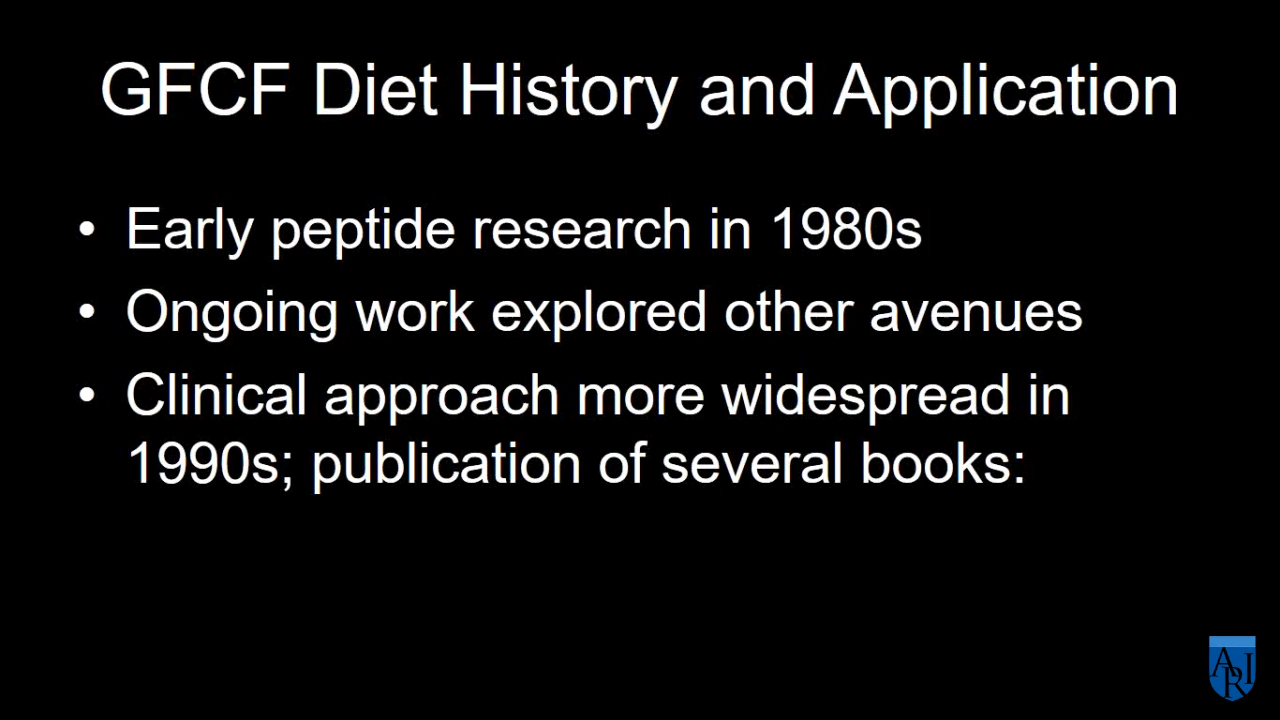 GFCF Diet History and Application
• Early peptide research in 1980s
• Ongoing work explored other avenues
• Clinical approach more widespread in
1990s; publication of several books:
ARI